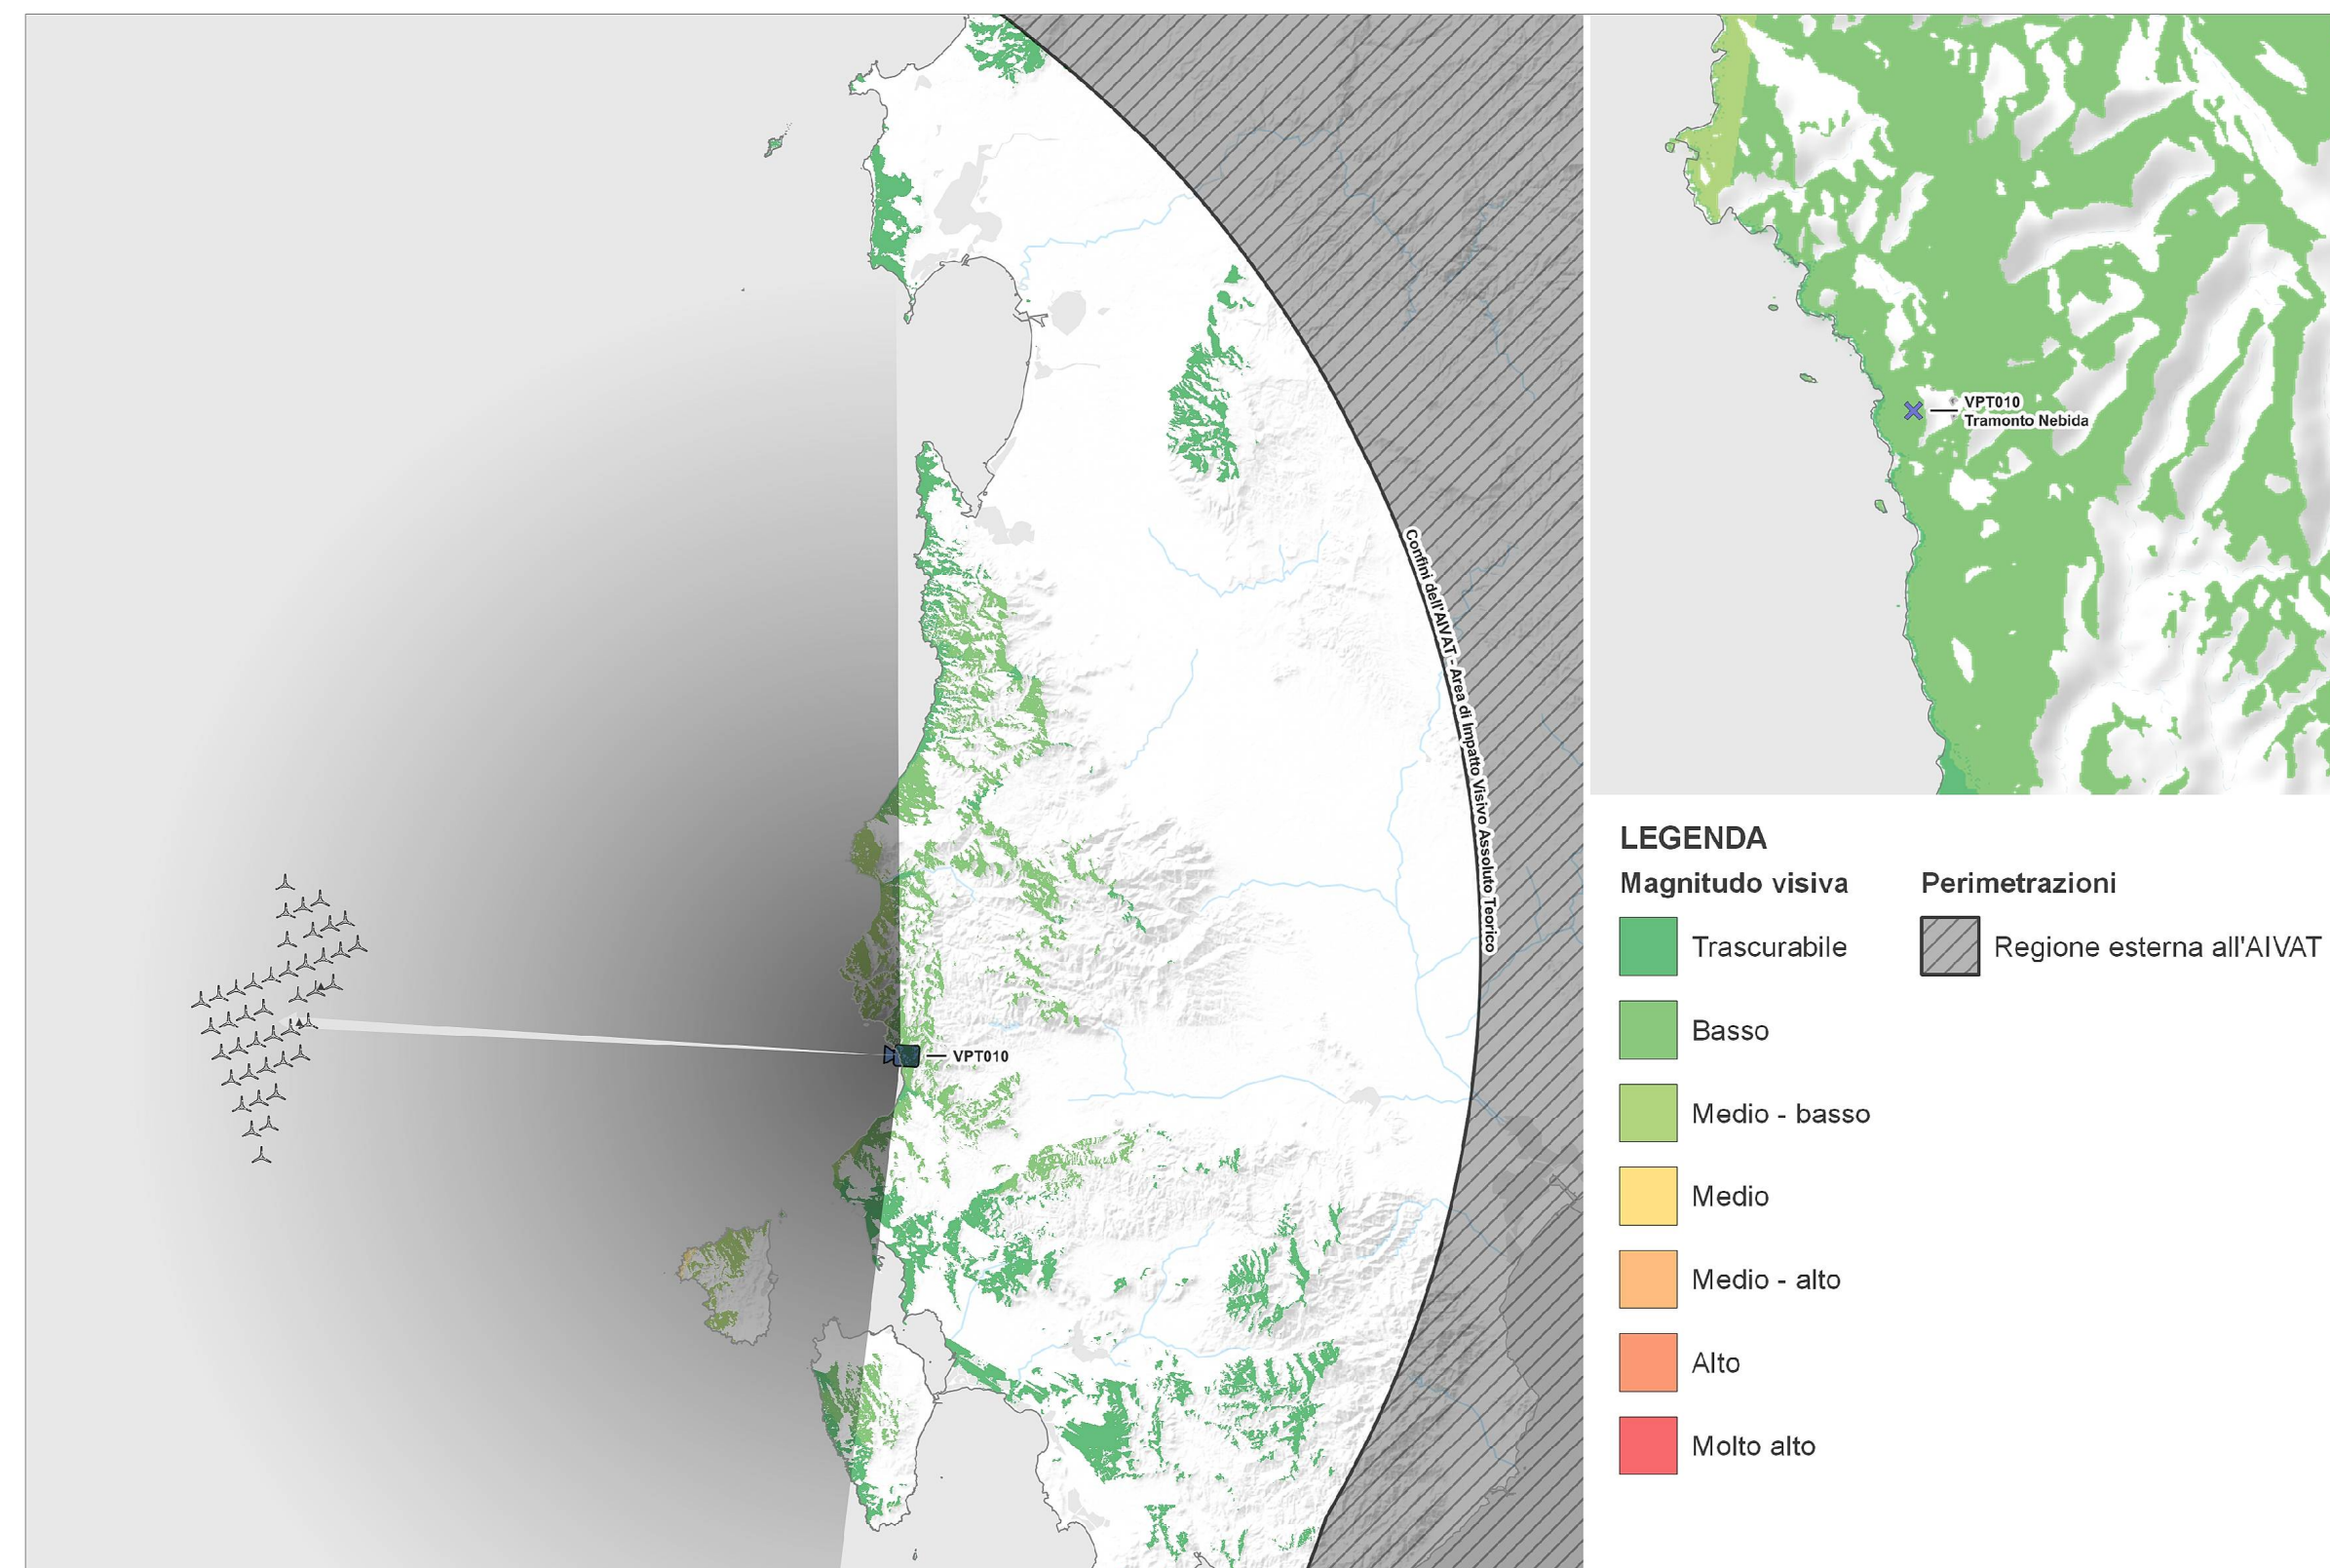 Confini dell'AIVAT - Area di Impatto Visivo Assoluto Teorico
VPT010
VPT010
Tramonto Nebida
LEGENDA
Magnitudo visiva
Trascurabile
Basso
Medio - basso
Medio
Medio - alto
Alto
Molto alto
Perimetrazioni
Regione esterna all'AIVAT